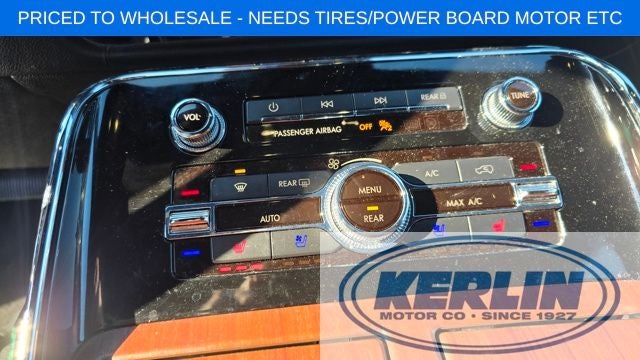 PRICED TO WHOLESALE - NEEDS TIRES/POWER BOARD MOTOR ETC
VOL
REAR
TUNE
PASSENGER AIRBAG OFF
REAR
MENU
A/C
AUTO
REAR
MAX A/C
KERLIN
MOTOR CO • SINCE 1927